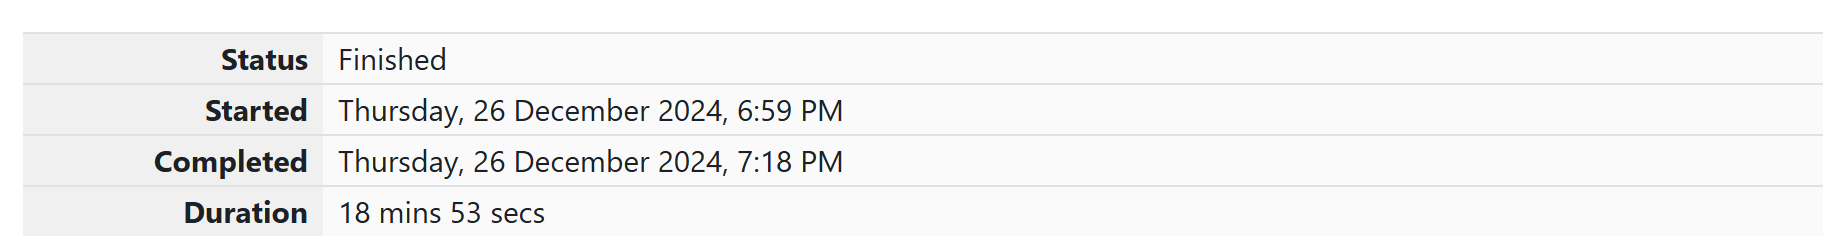 Status Finished
Started Thursday, 26 December 2024, 6:59 PM
Completed Thursday, 26 December 2024, 7:18 PM
Duration 18 mins 53 secs